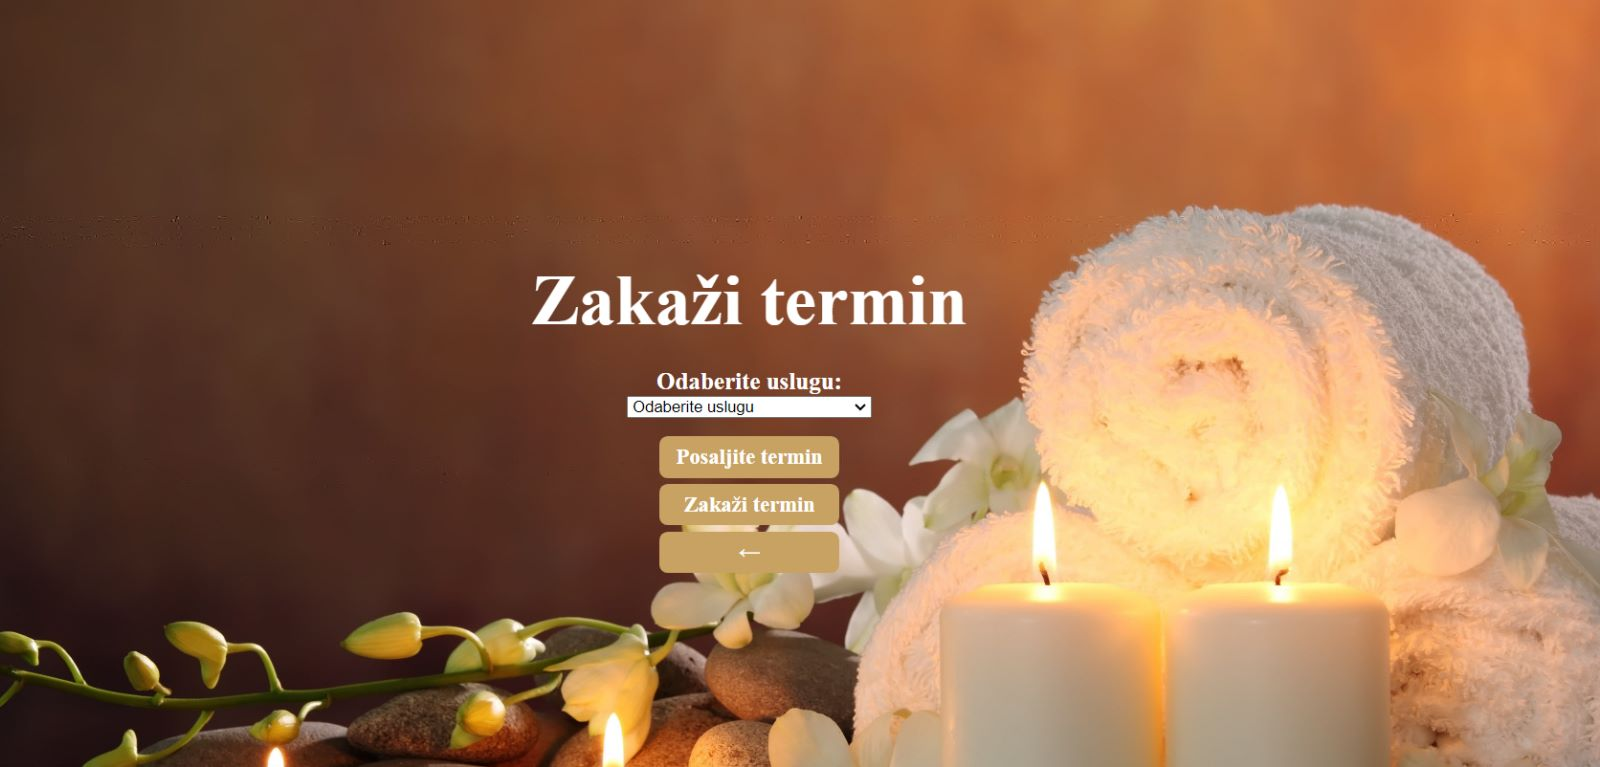 Zakaži termin
Odaberite uslugu:
Odaberite uslugu
Posaljite termin
Zakaži termin
←